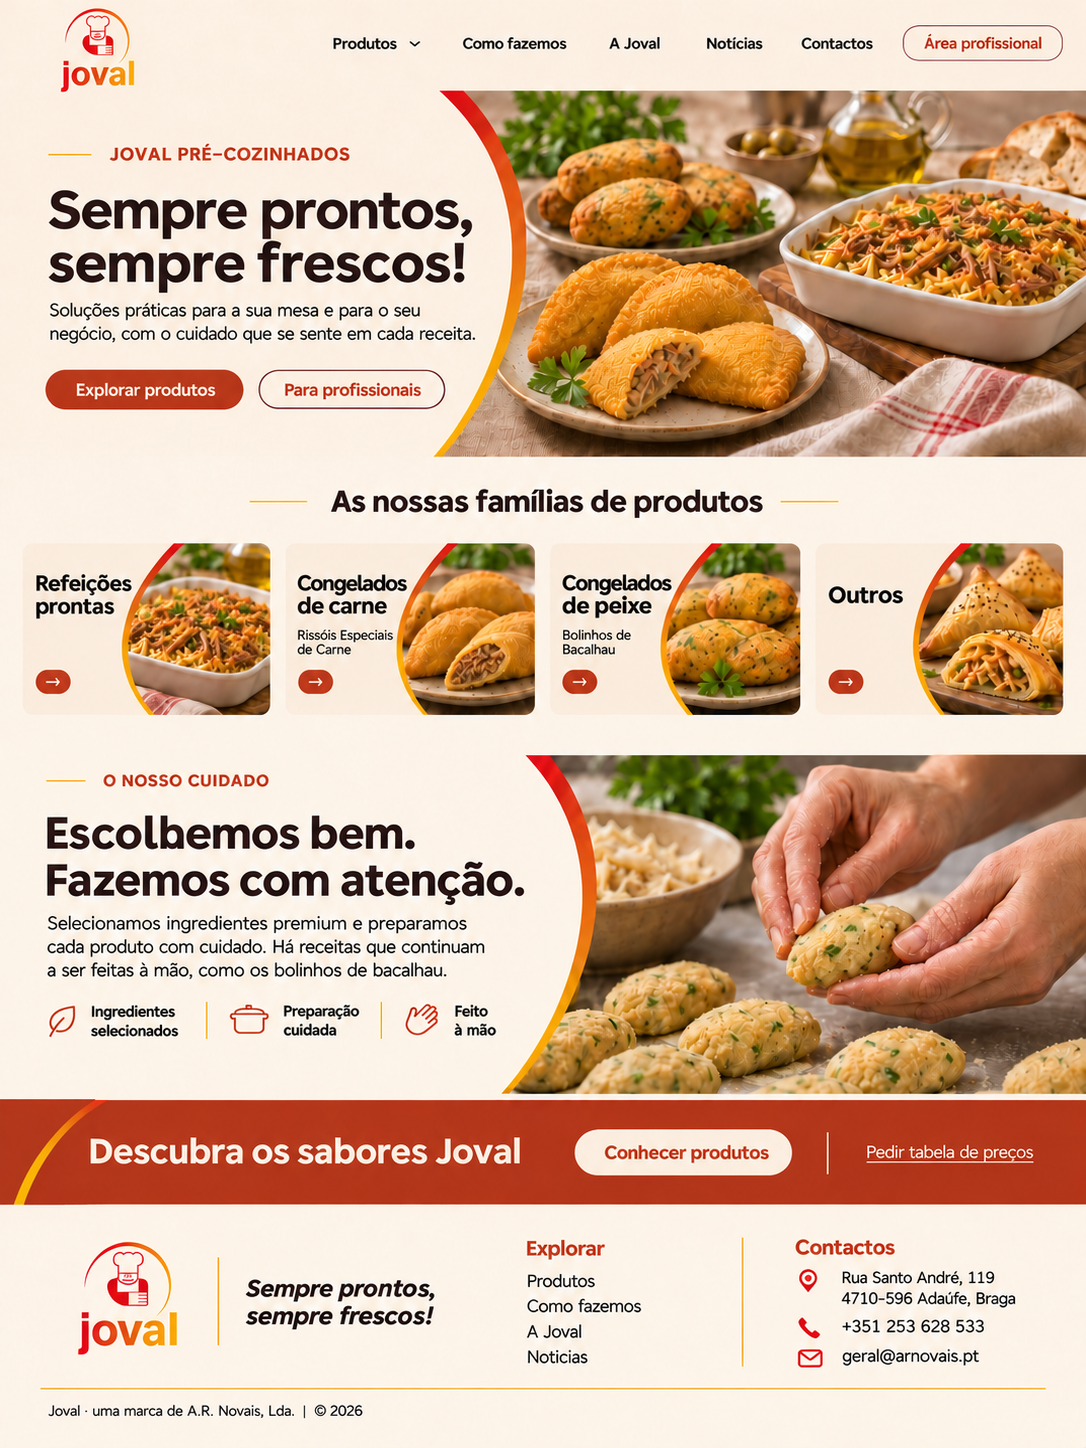 joval
Produtos
Como fazemos
A Joval
Notícias
Contactos
Área profissional
JOVAL PRÉ-COZINHADOS
Sempre prontos,
sempre frescos!
Soluções práticas para a sua mesa e para o seu
negócio, com o cuidado que se sente em cada receita.
Explorar produtos
Para profissionais
As nossas famílias de produtos
Refeições
prontas
Congelados
de carne
Rissóis Especiais
de Carne
Congelados
de peixe
Bolinhos de
Bacalhau
Outros
O NOSSO CUIDADO
Escolbemos bem.
Fazemos com atenção.
Selecionamos ingredientes premium e preparamos
cada produto com cuidado. Há receitas que continuam
a ser feitas à mão, como os bolinhos de bacalhau.
Ingredientes
selecionados
Preparação
cuidada
Feito
à mão
Descubra os sabores Joval
Conhecer produtos
Pedir tabela de preços
joval
Sempre prontos,
sempre frescos!
Explorar
Produtos
Como fazemos
A Joval
Noticias
Contactos
Rua Santo André, 119
4710-596 Adaúfe, Braga
+351 253 628 533
geral@arnovais.pt
Joval · uma marca de A.R. Novais, Lda. | © 2026